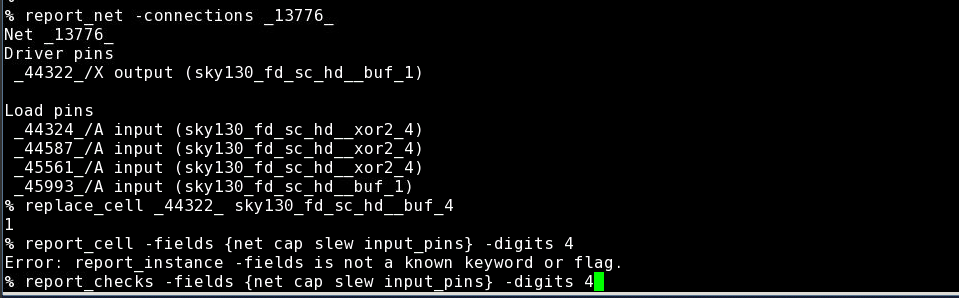 % report_net -connections _13776_
Net _13776_
Driver pins
_44322_/X output (sky130_fd_sc_hd__buf_1)
Load pins
_44324_/A input (sky130_fd_sc_hd__xor2_4)
_44587_/A input (sky130_fd_sc_hd__xor2_4)
_45561_/A input (sky130_fd_sc_hd__xor2_4)
_45993_/A input (sky130_fd_sc_hd__buf_1)
% replace_cell _44322_ sky130_fd_sc_hd__buf_4
1
% report_cell -fields {net cap slew input_pins} -digits 4
Error: report_instance -fields is not a known keyword or flag.
% report_checks -fields {net cap slew input_pins} -digits 4